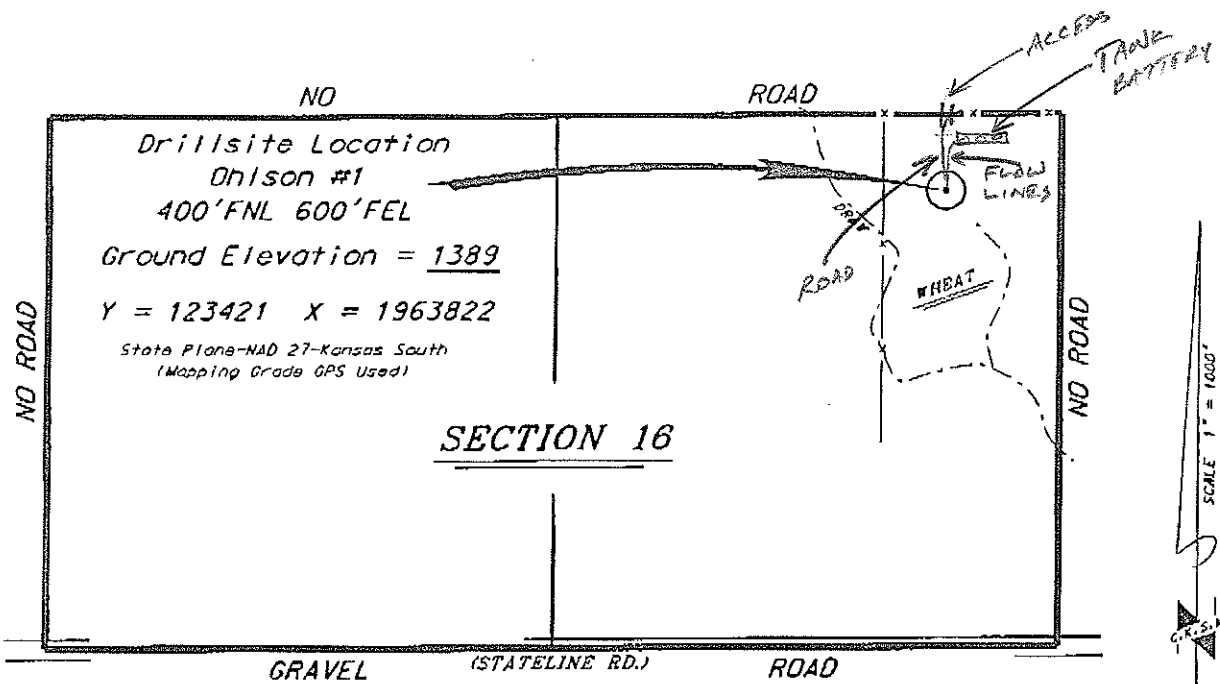 ACCESS
TANK
BATTERY
NO
ROAD
Drillsite Location
Ohlson #1
400'FNL 600'FEL
Ground Elevation = 1389
Y = 123421 X = 1963822
State Plane-NAD 27-Kansas South
(Mapping Grade GPS Used)
FLOW
LINES
DRAW
ROAD
WHEAT
NO ROAD
NO ROAD
SECTION 16
SCALE 1" = 1000'
C.K.S.
GRAVEL
(STATELINE RD.)
ROAD